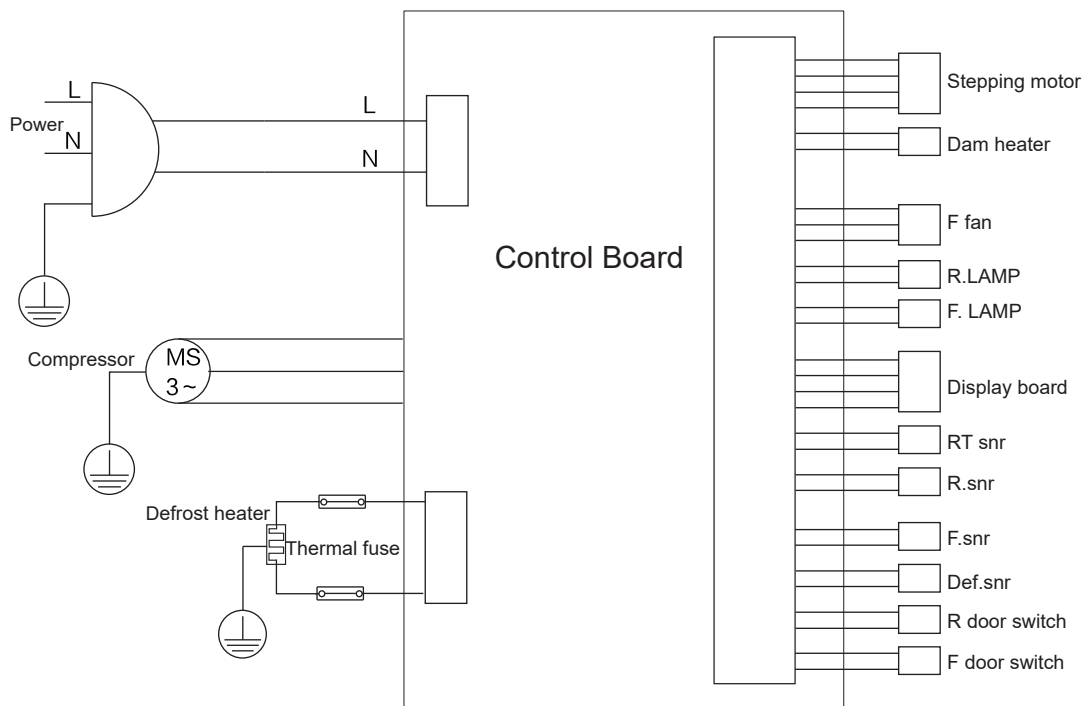 L
Power
N
L
N
Control Board
Compressor
MS
3~
Defrost heater
Thermal fuse
Stepping motor
Dam heater
F fan
R.LAMP
F. LAMP
Display board
RT snr
R.snr
F.snr
Def.snr
R door switch
F door switch